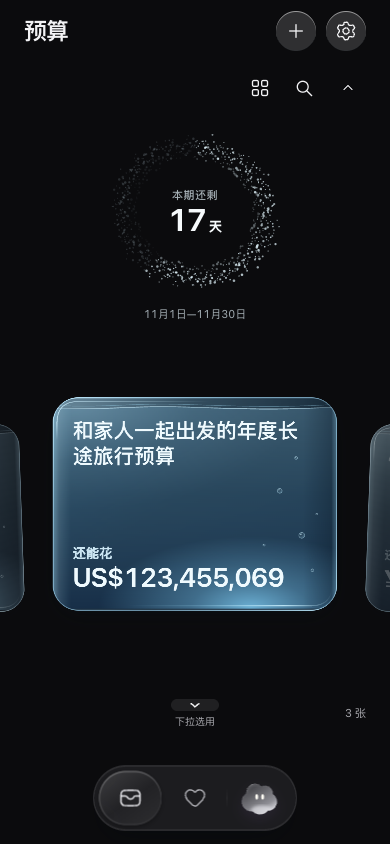 预算
本期还剩
17 天
11月1日—11月30日
和家人一起出发的年度长
途旅行预算
还能花
US$123,455,069
下拉选用
3 张